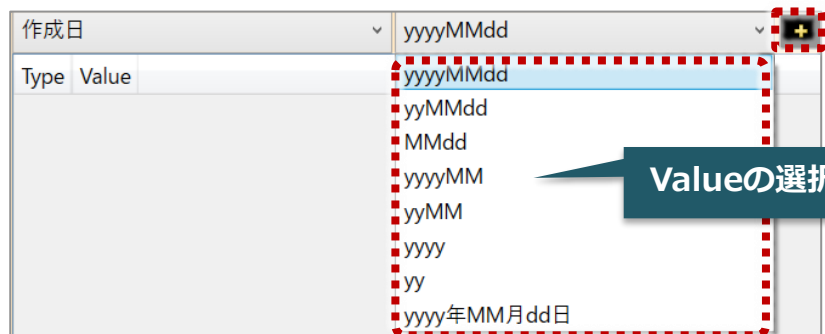 作成日 yyyyMMdd
Type Value
yyyyMMdd
yyMMdd
MMdd
yyyyMM
Valueの選択
yyMM
yyyy
yy
yyyy年MM月dd日